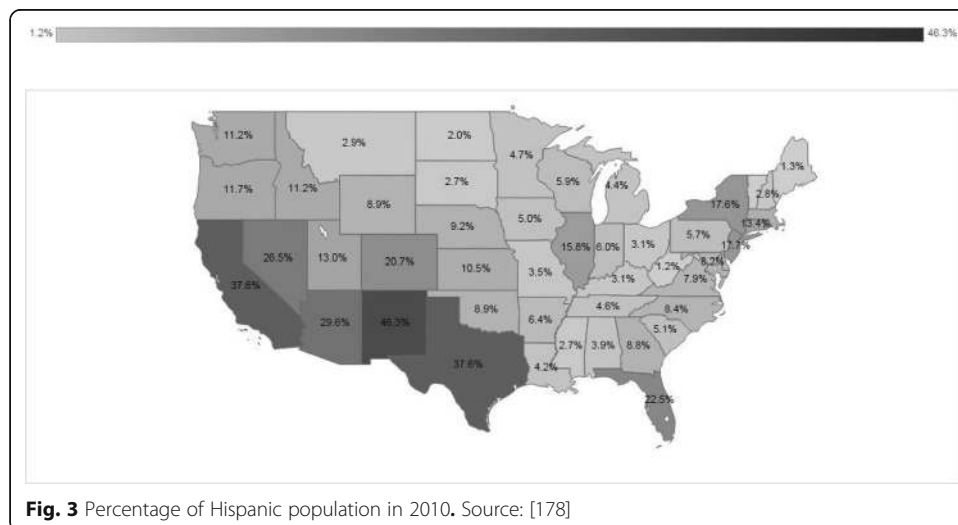 1.2% 46.3%
11.2% 2.9% 2.0% 4.7% 1.3%
11.7% 11.2% 8.9% 2.7% 5.9% 4.4% 17.6% 2.8%
13.4%
9.2% 5.0% 5.7%
26.5% 13.0% 20.7% 10.5% 15.8% 6.0% 3.1% 17.7%
8.2%
37.6% 3.5% 3.1% 1.2% 7.9%
29.6% 46.3% 8.9% 6.4% 4.6% 8.4%
5.1%
37.6% 4.2% 2.7% 3.9% 8.8%
22.5%
Fig. 3 Percentage of Hispanic population in 2010. Source: [178]